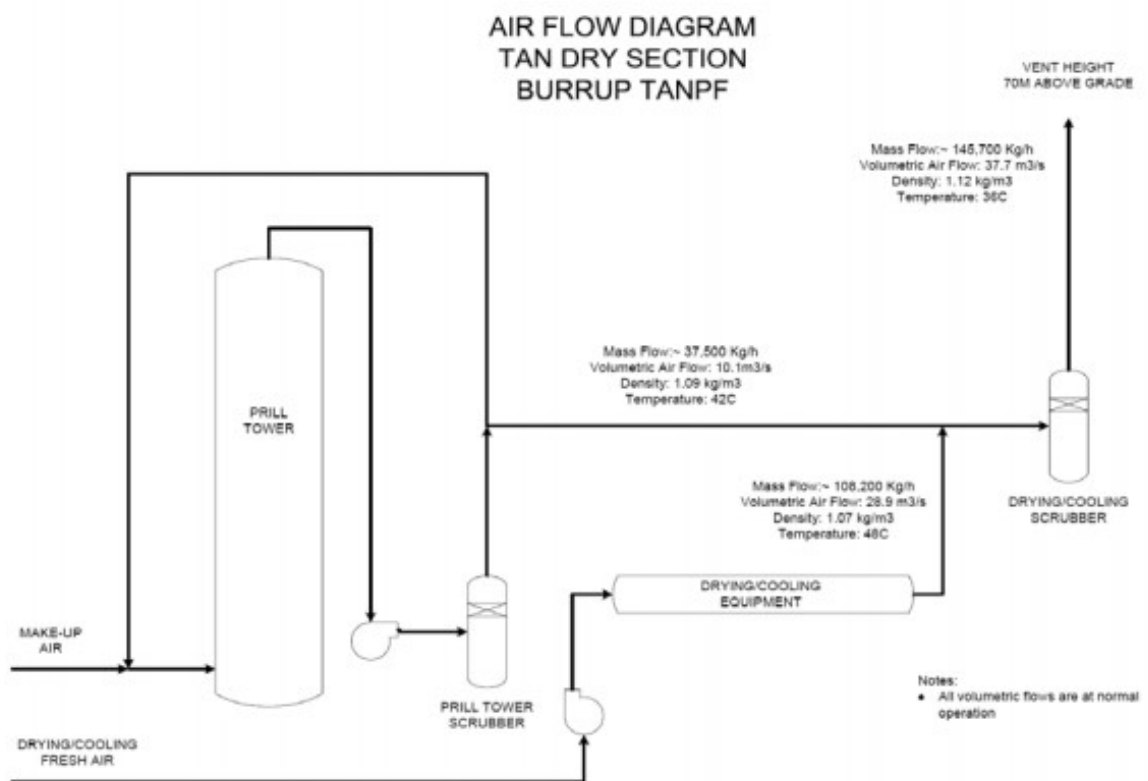 AIR FLOW DIAGRAM
TAN DRY SECTION
BURRUP TANPF
VENT HEIGHT
70M ABOVE GRADE
Mass Flow:~ 145,700 Kg/h
Volumetric Air Flow: 37.7 m3/s
Density: 1.12 kg/m3
Temperature: 36C
Mass Flow:~ 37,500 Kg/h
Volumetric Air Flow: 10.1m3/s
Density: 1.09 kg/m3
Temperature: 42C
PRILL
TOWER
Mass Flow:~ 108,200 Kg/h
Volumetric Air Flow: 28.9 m3/s
Density: 1.07 kg/m3
Temperature: 48C
DRYING/COOLING
SCRUBBER
DRYING/COOLING
EQUIPMENT
MAKE-UP
AIR
PRILL TOWER
SCRUBBER
Notes:
• All volumetric flows are at normal
operation
DRYING/COOLING
FRESH AIR